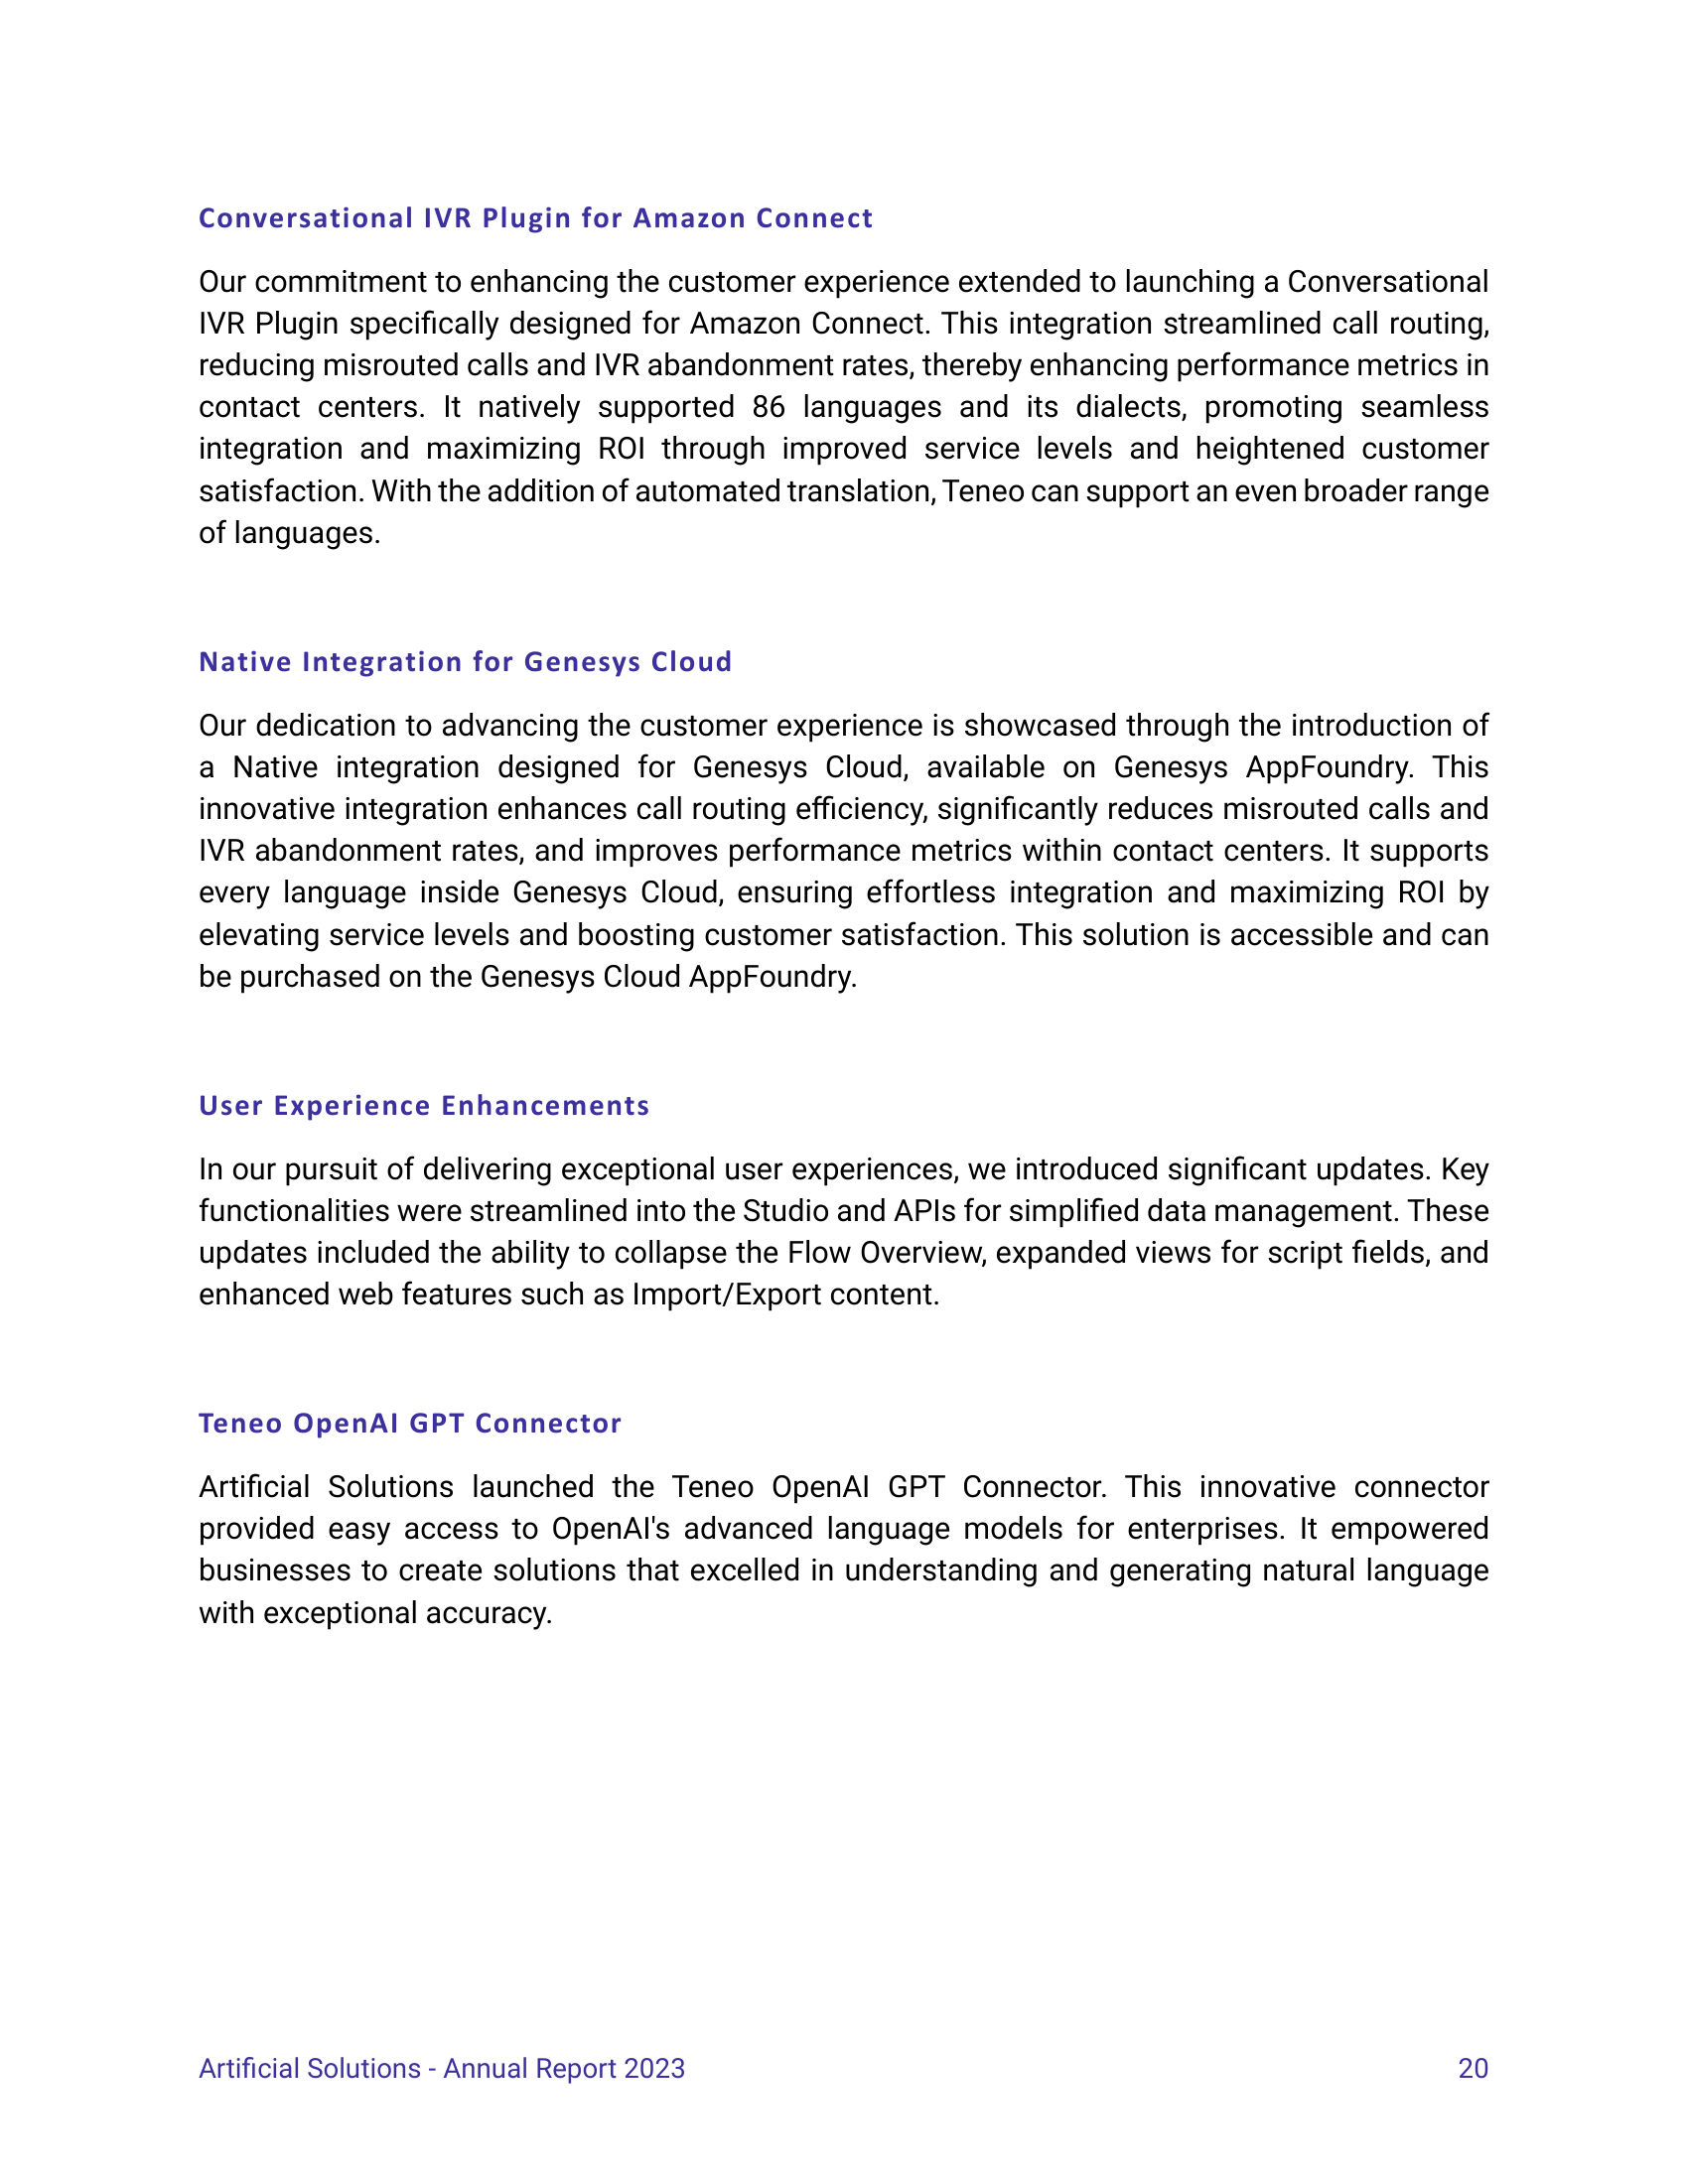 Conversational IVR Plugin for Amazon Connect
Our commitment to enhancing the customer experience extended to launching a Conversational
IVR Plugin specifically designed for Amazon Connect. This integration streamlined call routing,
reducing misrouted calls and IVR abandonment rates, thereby enhancing performance metrics in
contact centers. It natively supported 86 languages and its dialects, promoting seamless
integration and maximizing ROI through improved service levels and heightened customer
satisfaction. With the addition of automated translation, Teneo can support an even broader range
of languages.
Native Integration for Genesys Cloud
Our dedication to advancing the customer experience is showcased through the introduction of
a Native integration designed for Genesys Cloud, available on Genesys AppFoundry. This
innovative integration enhances call routing efficiency, significantly reduces misrouted calls and
IVR abandonment rates, and improves performance metrics within contact centers. It supports
every language inside Genesys Cloud, ensuring effortless integration and maximizing ROI by
elevating service levels and boosting customer satisfaction. This solution is accessible and can
be purchased on the Genesys Cloud AppFoundry.
User Experience Enhancements
In our pursuit of delivering exceptional user experiences, we introduced significant updates. Key
functionalities were streamlined into the Studio and APIs for simplified data management. These
updates included the ability to collapse the Flow Overview, expanded views for script fields, and
enhanced web features such as Import/Export content.
Teneo OpenAI GPT Connector
Artificial Solutions launched the Teneo OpenAI GPT Connector. This innovative connector
provided easy access to OpenAI's advanced language models for enterprises. It empowered
businesses to create solutions that excelled in understanding and generating natural language
with exceptional accuracy.
Artificial Solutions - Annual Report 2023 20